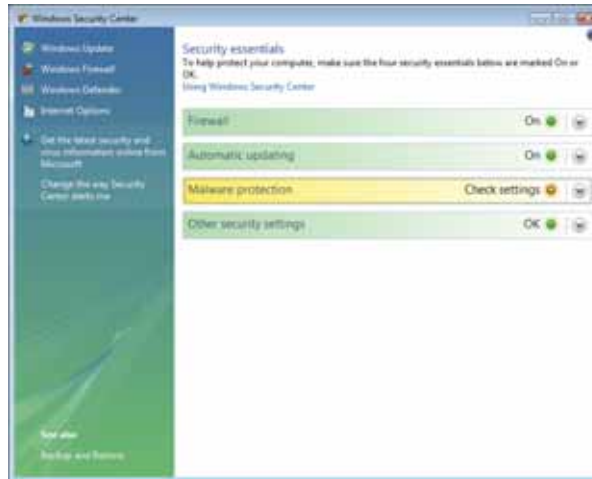 Windows Security Center
Windows Update
Windows Firewall
Windows Defender
Internet Options
Get the latest security and
virus information online from
Microsoft
Change the way Security
Center alerts me
See also
Backup and Restore
Security essentials
To help protect your computer, make sure the four security essentials below are marked On or
OK.
Using Windows Security Center
Firewall On
Automatic updating On
Malware protection Check settings
Other security settings OK